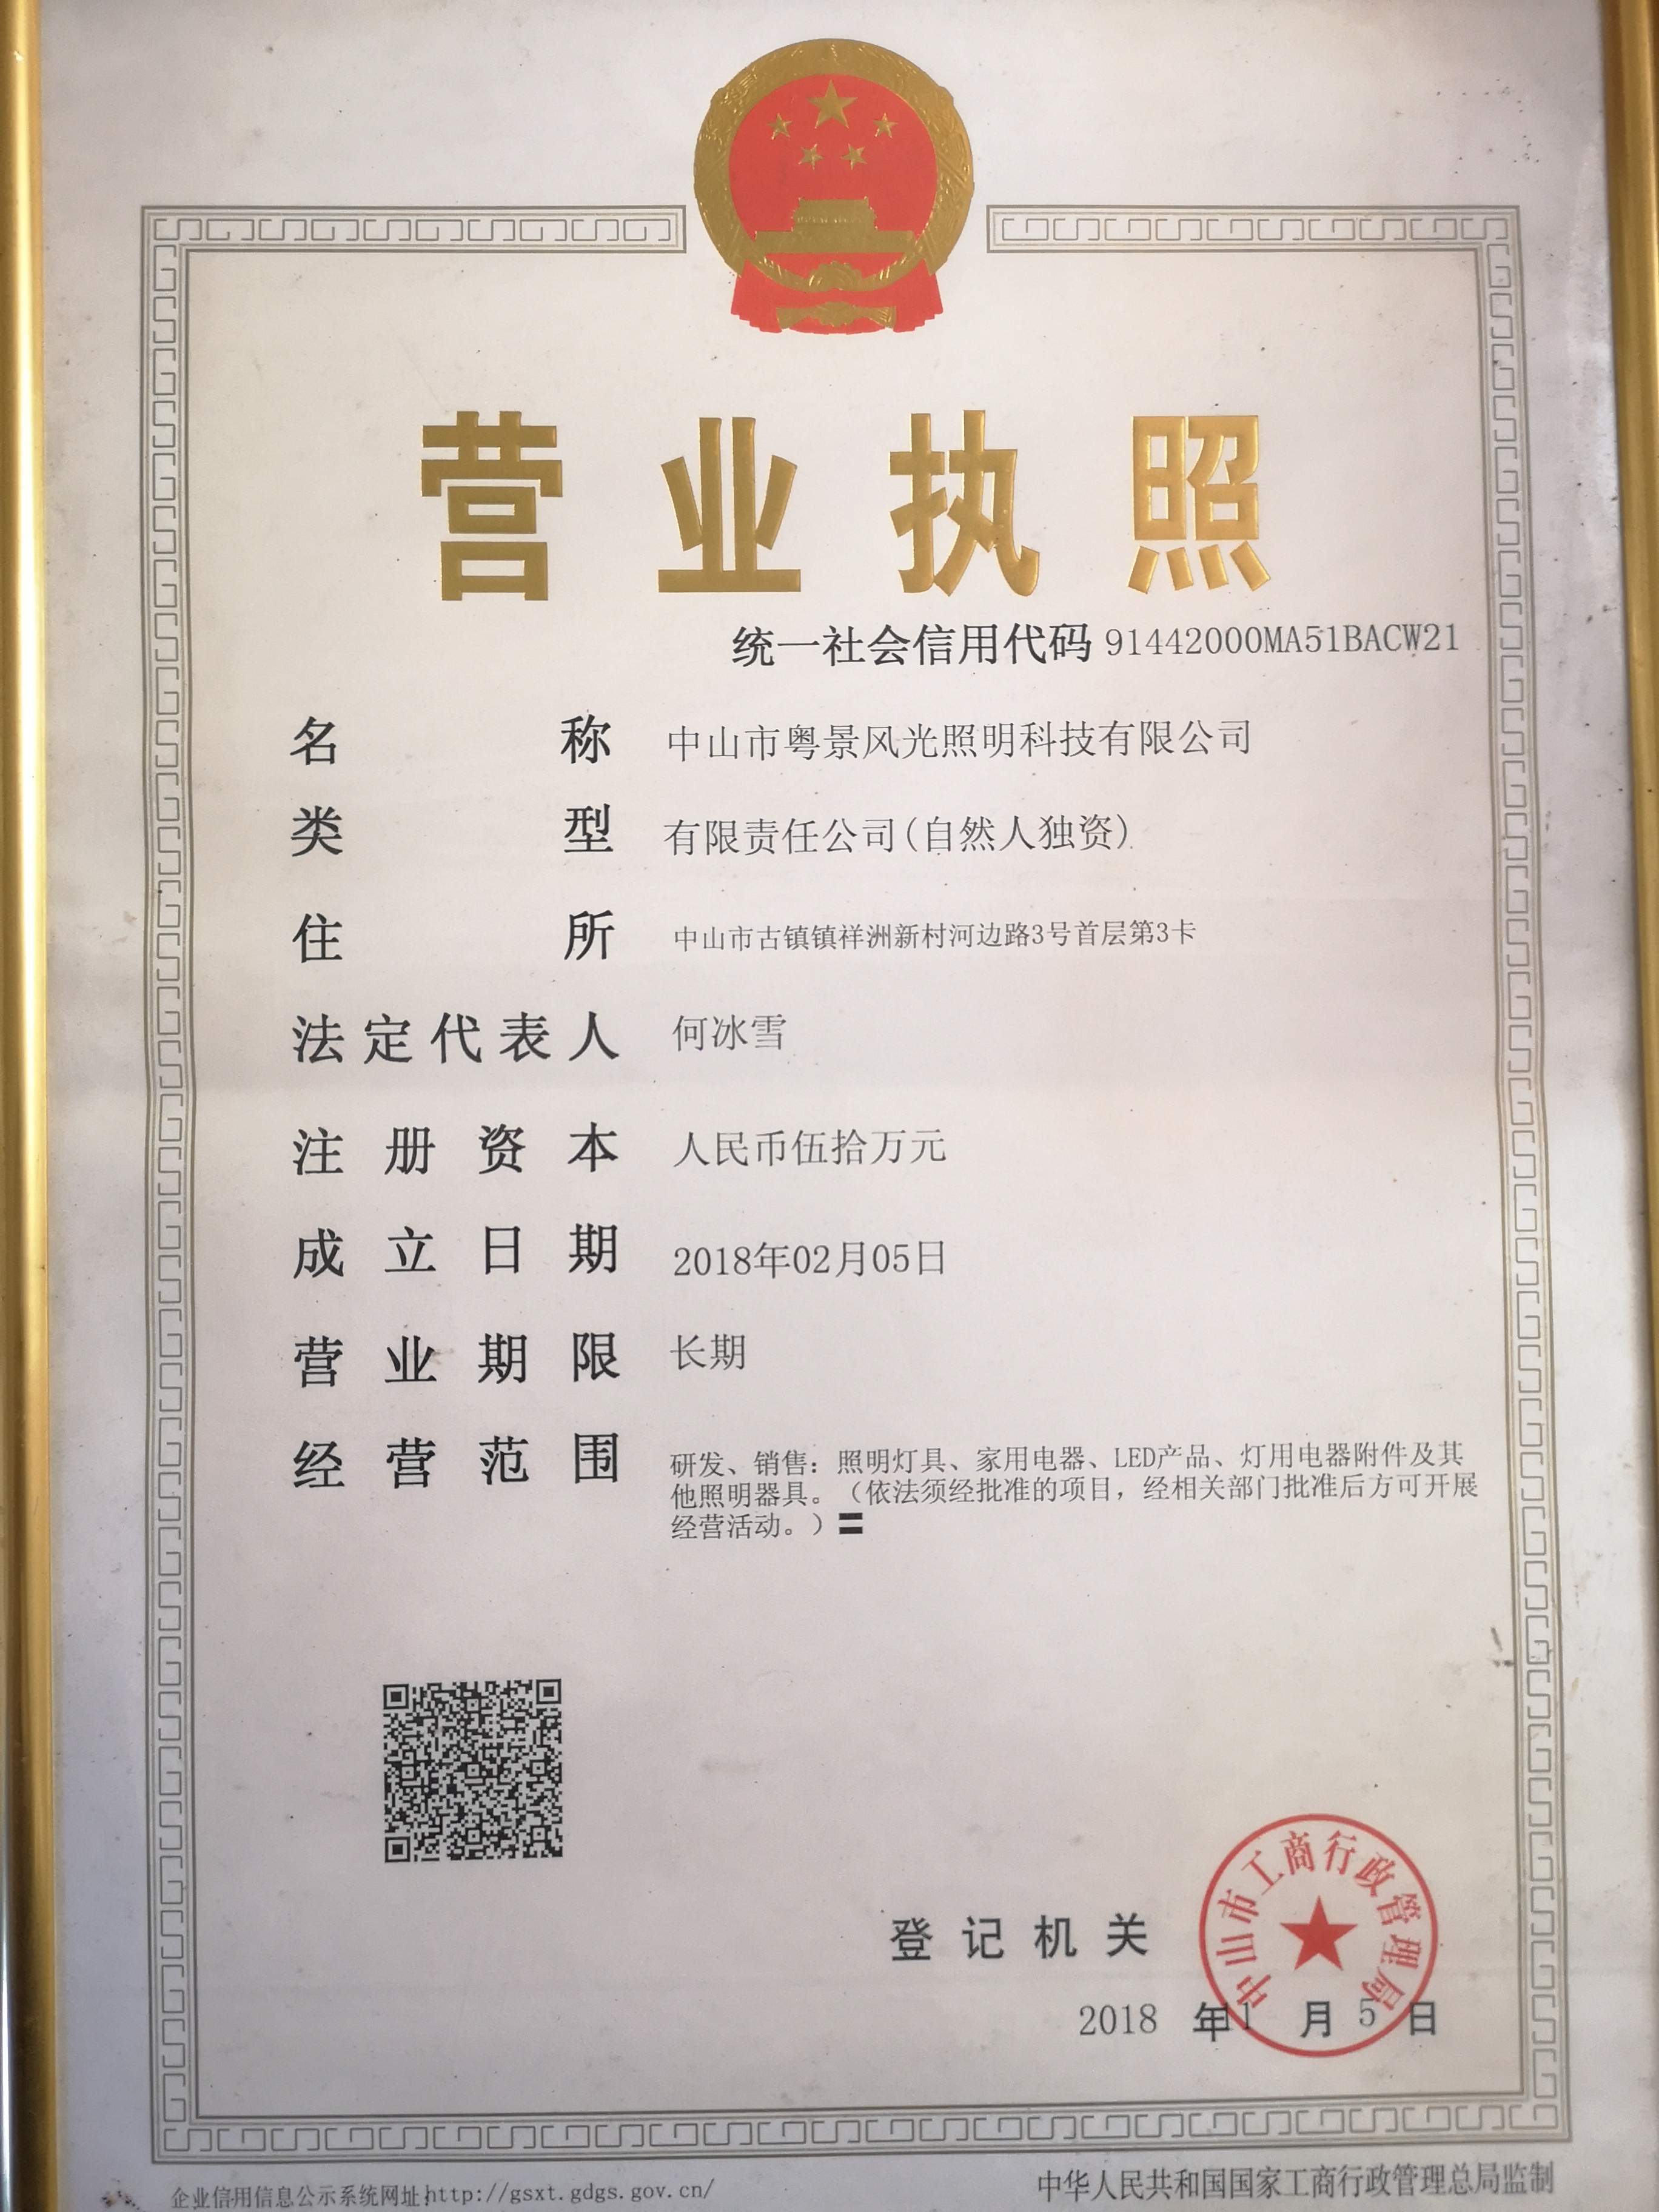 营业执照
统一社会信用代码 91442000MA51BACW21
名称 中山市粤景风光照明科技有限公司
类型 有限责任公司(自然人独资)
住所 中山市古镇镇祥洲新村河边路3号首层第3卡
法定代表人 何冰雪
注册资本 人民币伍拾万元
成立日期 2018年02月05日
营业期限 长期
经营范围 研发、销售：照明灯具、家用电器、LED产品、灯用电器附件及其
他照明器具。（依法须经批准的项目，经相关部门批准后方可开展
经营活动。）〓
中山市工商行政管理局
登记机关
2018 年 月 5 日
企业信用信息公示系统网址:http://gsxt.gdgs.gov.cn/
中华人民共和国国家工商行政管理总局监制